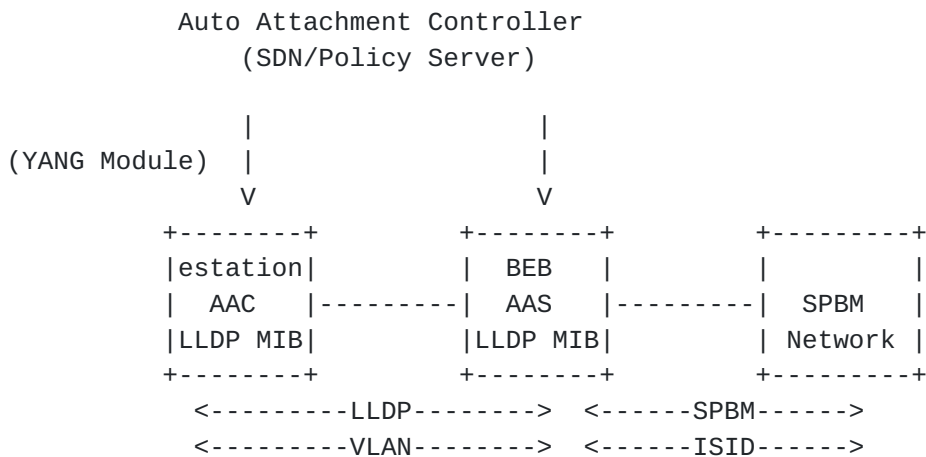 Auto Attachment Controller
(SDN/Policy Server)
| |
(YANG Module) | |
V V
+--------+ +--------+ +---------+
|estation| | BEB | | |
| AAC |---------| AAS |---------| SPBM |
|LLDP MIB| |LLDP MIB| | Network |
+--------+ +--------+ +---------+
<---------LLDP--------> <------SPBM------>
<---------VLAN--------> <------ISID------>